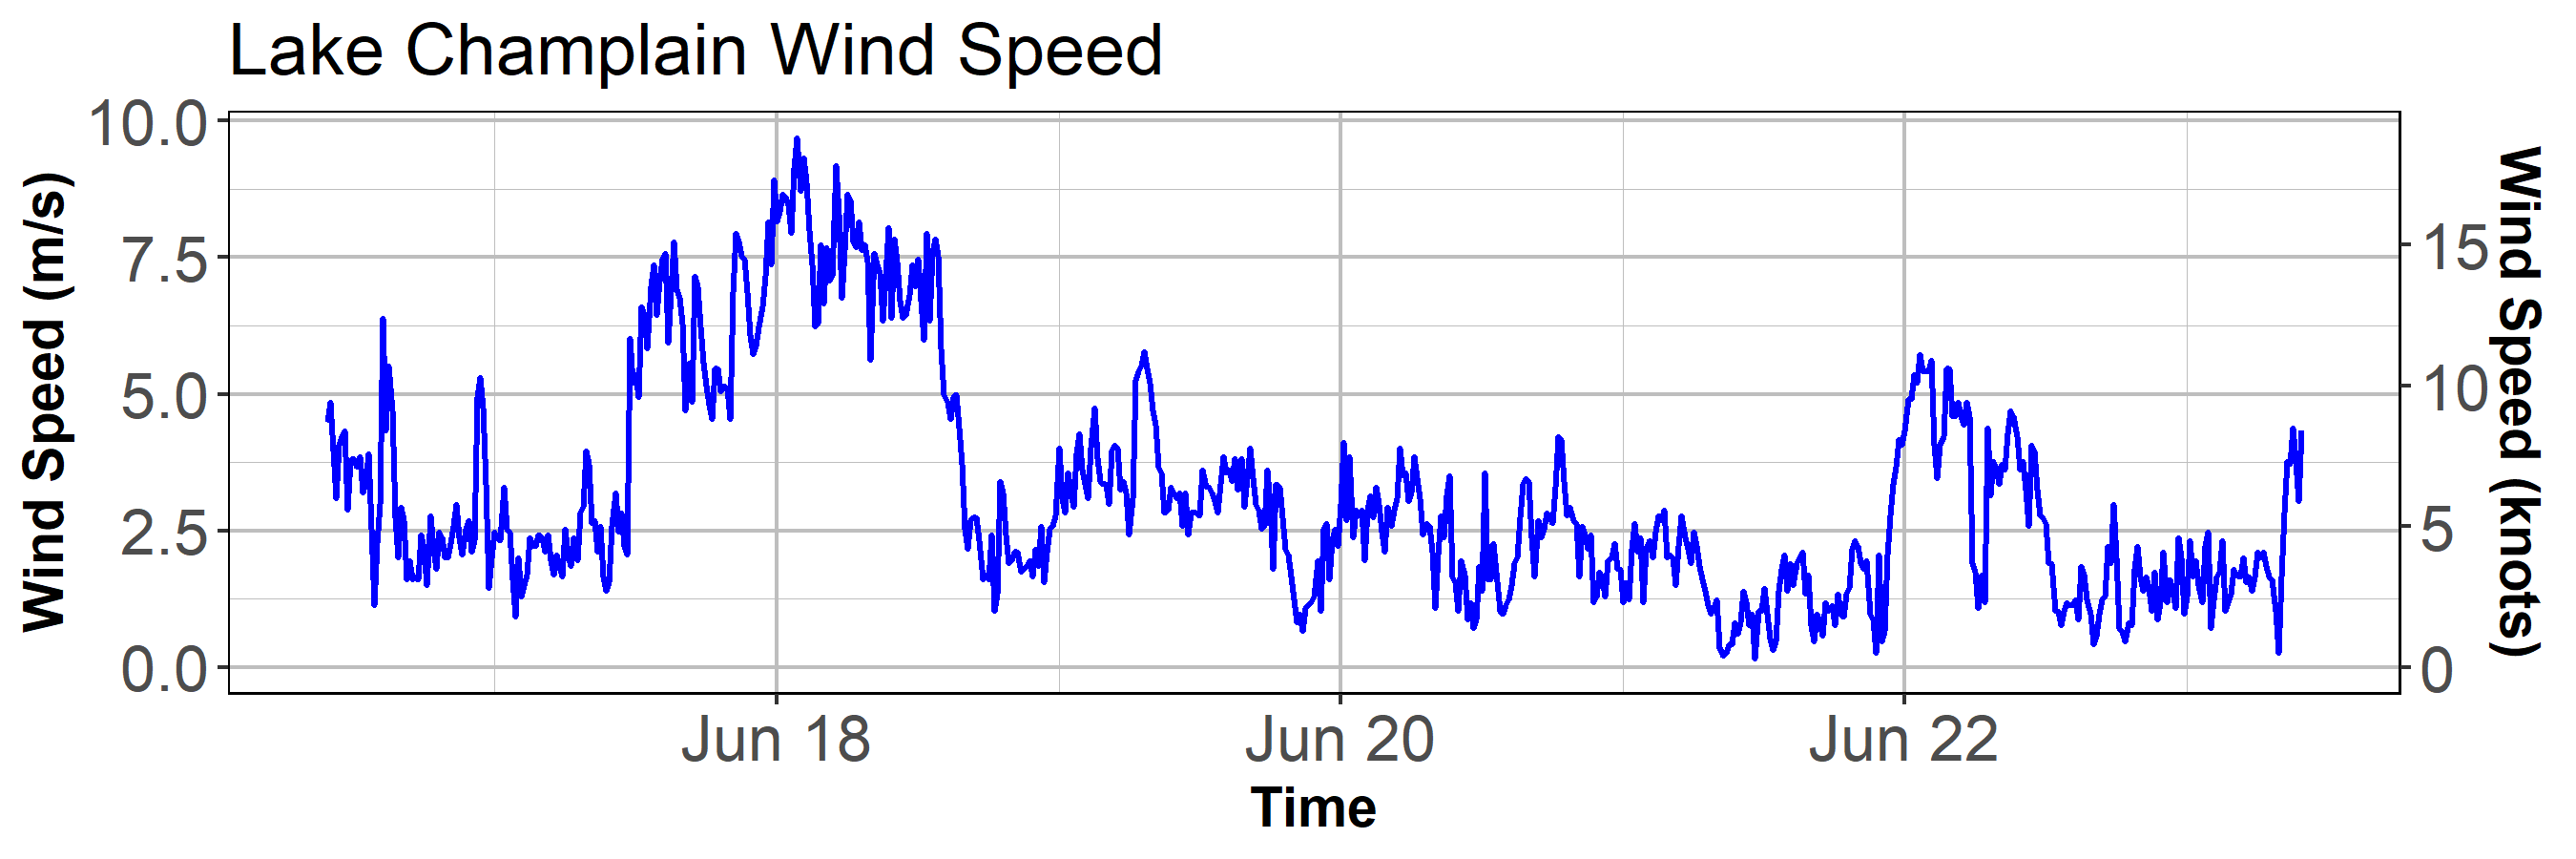 Lake Champlain Wind Speed
Wind Speed (m/s)
10.0
7.5
5.0
2.5
0.0
15
10
5
0
Wind Speed (knots)
Jun 18
Jun 20
Jun 22
Time